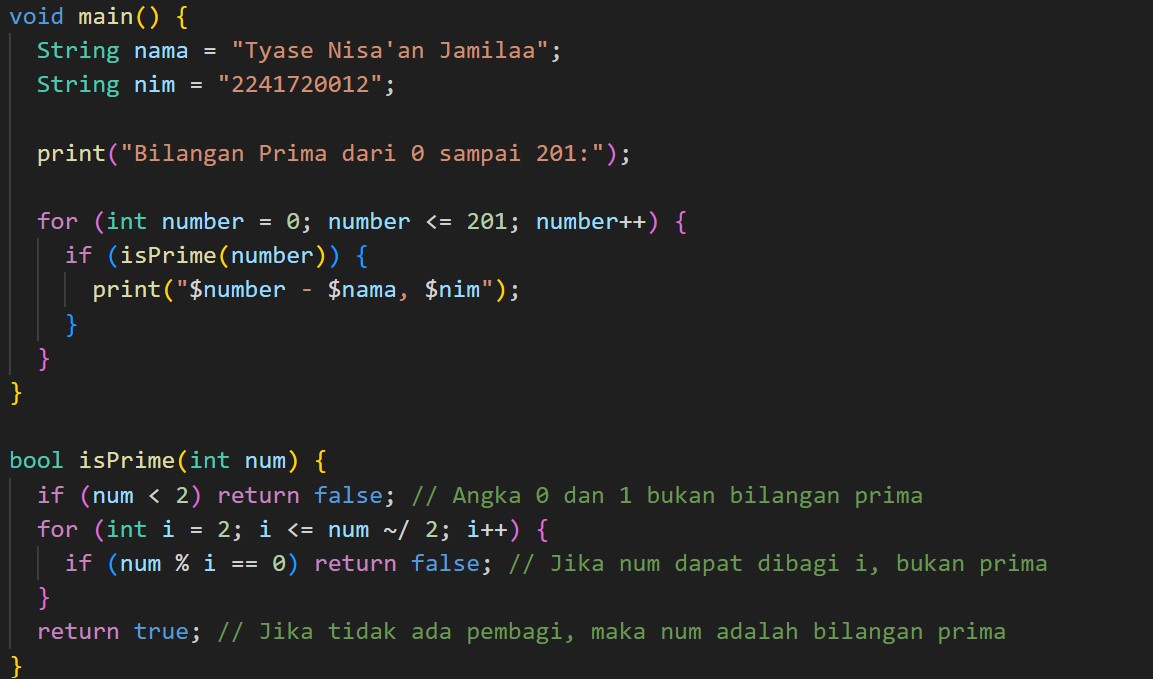 void main() {
  String nama = "Tyase Nisa'an Jamilaa";
  String nim = "2241720012";
  print("Bilangan Prima dari 0 sampai 201:");
  for (int number = 0; number <= 201; number++) {
    if (isPrime(number)) {
      print("$number - $nama, $nim");
    }
  }
}
bool isPrime(int num) {
  if (num < 2) return false; // Angka 0 dan 1 bukan bilangan prima
  for (int i = 2; i <= num ~/ 2; i++) {
    if (num % i == 0) return false; // Jika num dapat dibagi i, bukan prima
  }
  return true; // Jika tidak ada pembagi, maka num adalah bilangan prima
}